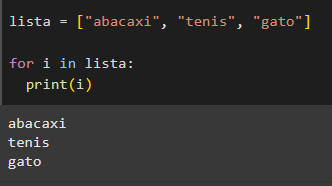 lista = ["abacaxi", "tenis", "gato"]
for i in lista:
  print(i)
abacaxi
tenis
gato